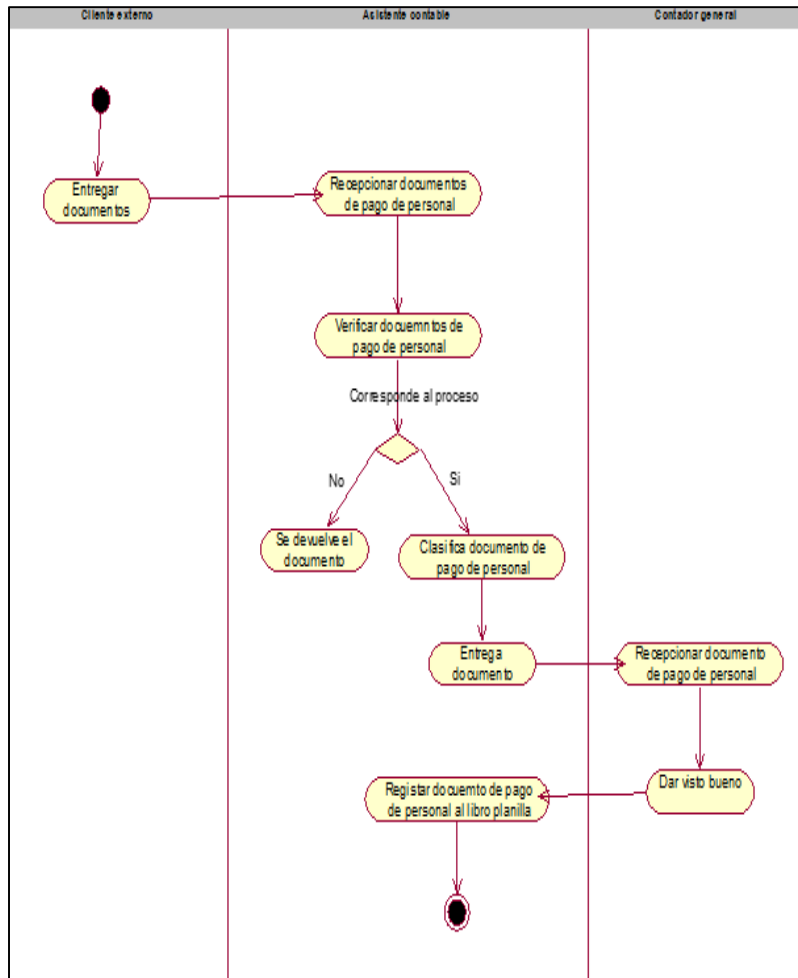 Cliente externo
Asistente contable
Contador general
Entregar
documentos
Recepcionar documentos
de pago de personal
Verificar docuemntos de
pago de personal
Corresponde al proceso
No
Si
Se devuelve el
documento
Clasifica documento de
pago de personal
Entrega
documento
Recepcionar documento
de pago de personal
Dar visto bueno
Registar docuemto de pago
de personal al libro planilla